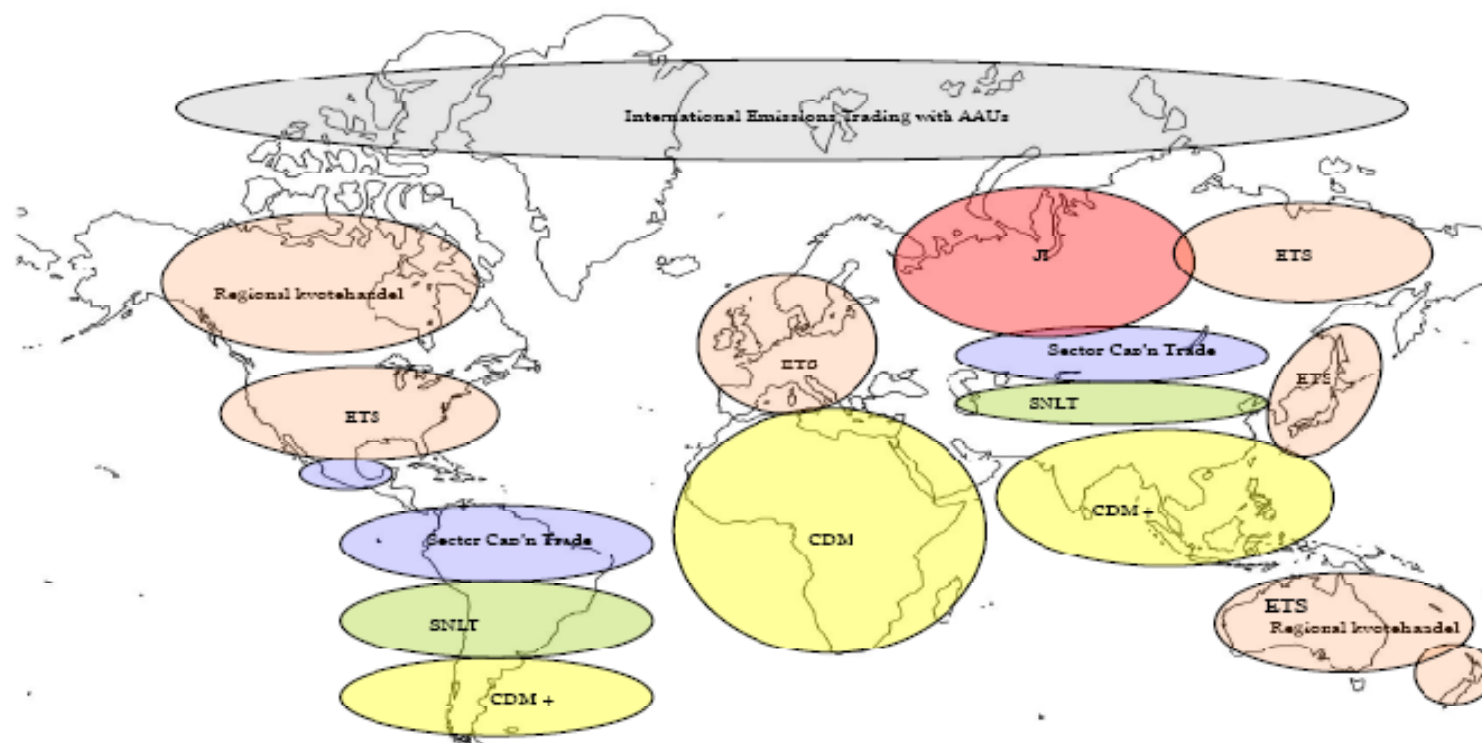 International Emissions Trading with AAUs
JI
ETS
Regional kvotehandel
Sector Cap'n Trade
ETS
ETS
SNLT
ETS
CDM +
Sector Cap'n Trade
CDM
ETS
Regional kvotehandel
SNLT
CDM +